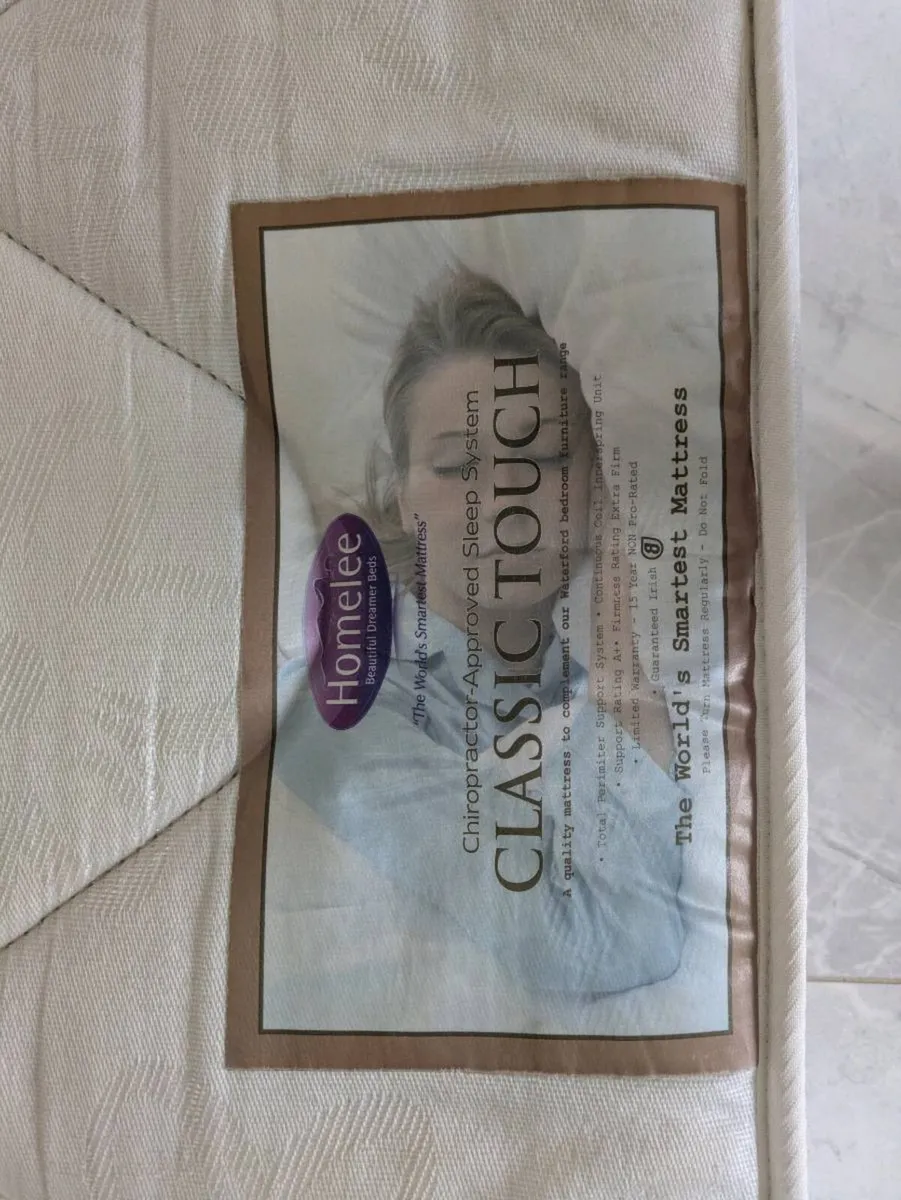 Homelee
Beautiful Dreamer Beds
"The World's Smartest Mattress"
Chiropractor-Approved Sleep System
CLASSIC TOUCH
A quality mattress to complement our Waterford bedroom furniture range
• Total Perimiter Support System • Continuous Coil Innerspring Unit
• Support Rating A+• Firmness Rating Extra Firm
• Limited Warranty - 15 Year NON Pro-Rated
• Guaranteed Irish
The World's Smartest Mattress
Please Turn Mattress Regularly - Do Not Fold